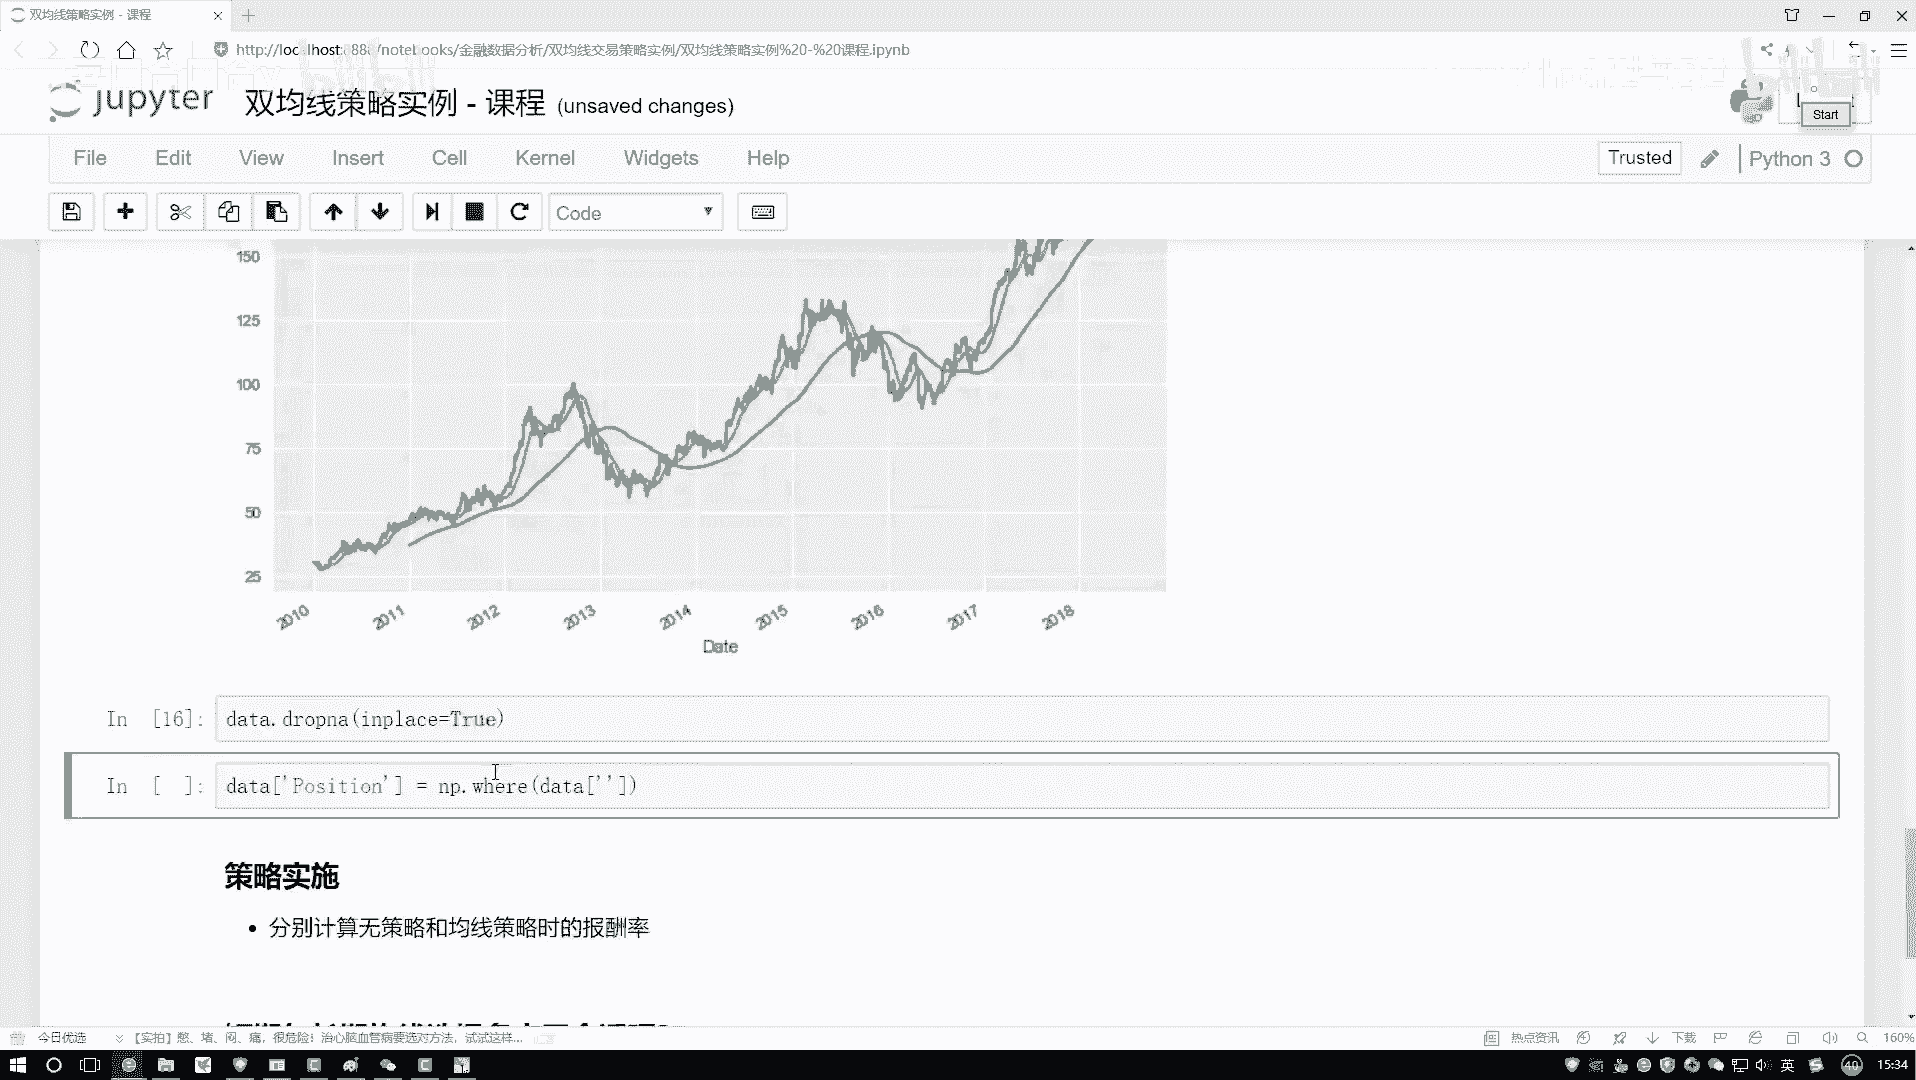 双均线策略实例 - 课程
http://localhost:888/notebooks/金融数据分析/双均线交易策略实例/双均线策略实例%20-%20课程.ipynb
jupyter 双均线策略实例 - 课程 (unsaved changes)
Start
File Edit View Insert Cell Kernel Widgets Help
Trusted Python 3
Code
150
125
100
75
50
25
2010 2011 2012 2013 2014 2015 2016 2017 2018
Date
In [16]: data.dropna(inplace=True)
In [ ]: data['Position'] = np.where(data[''])
策略实施
• 分别计算无策略和均线策略时的报酬率
今日优选 【实拍】憋、堵、闷、痛，很危险！治心脑血管病要选对方法，试试这样... 热点资讯 下载 160%
英 40 15:34